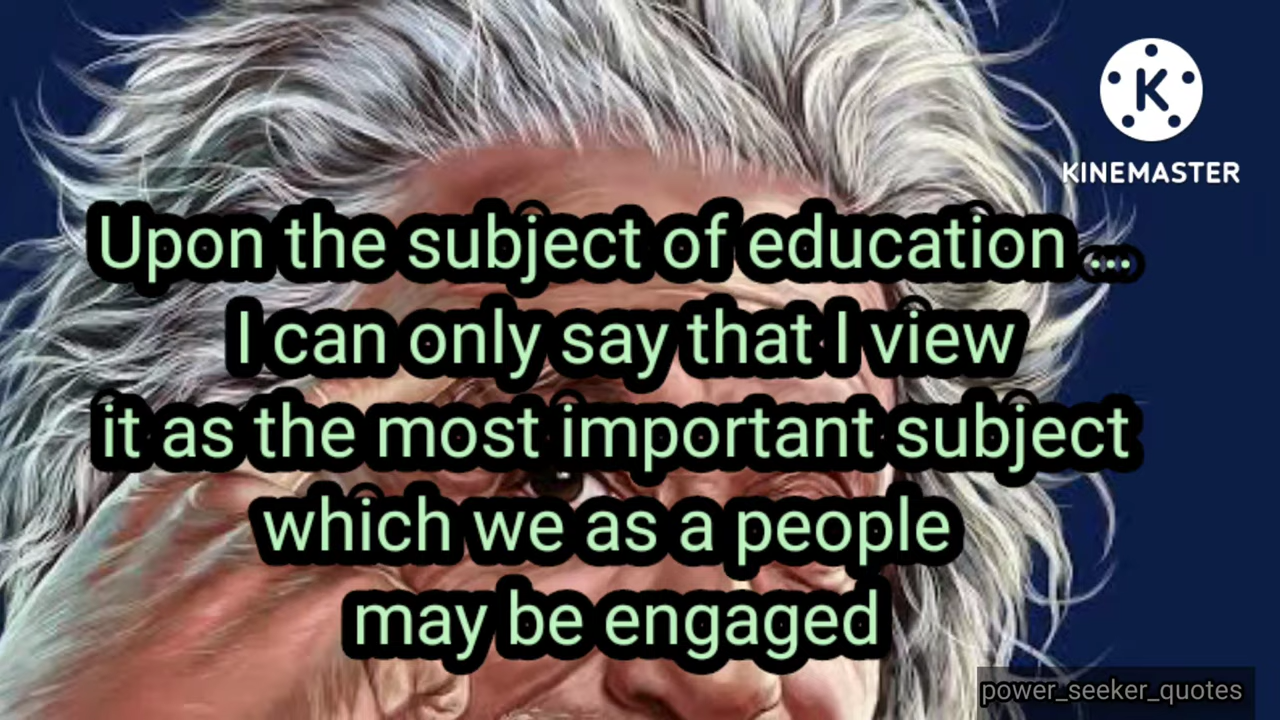 K
KINEMASTER
Upon the subject of education ...
I can only say that I view
it as the most important subject
which we as a people
may be engaged
power_seeker_quotes